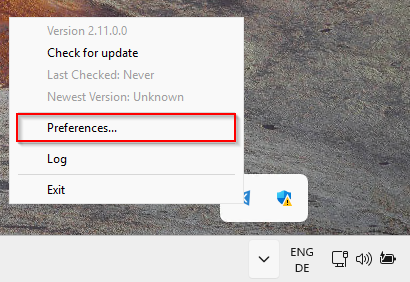 Version 2.11.0.0
Check for update
Last Checked: Never
Newest Version: Unknown
Preferences...
Log
Exit
ENG
DE